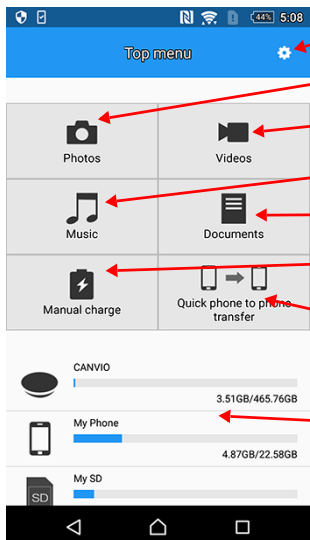 44% 5:08
Top menu
Photos Videos
Music Documents
Manual charge Quick phone to phone
transfer
CANVIO
3.51GB/465.76GB
My Phone
4.87GB/22.58GB
My SD
SD